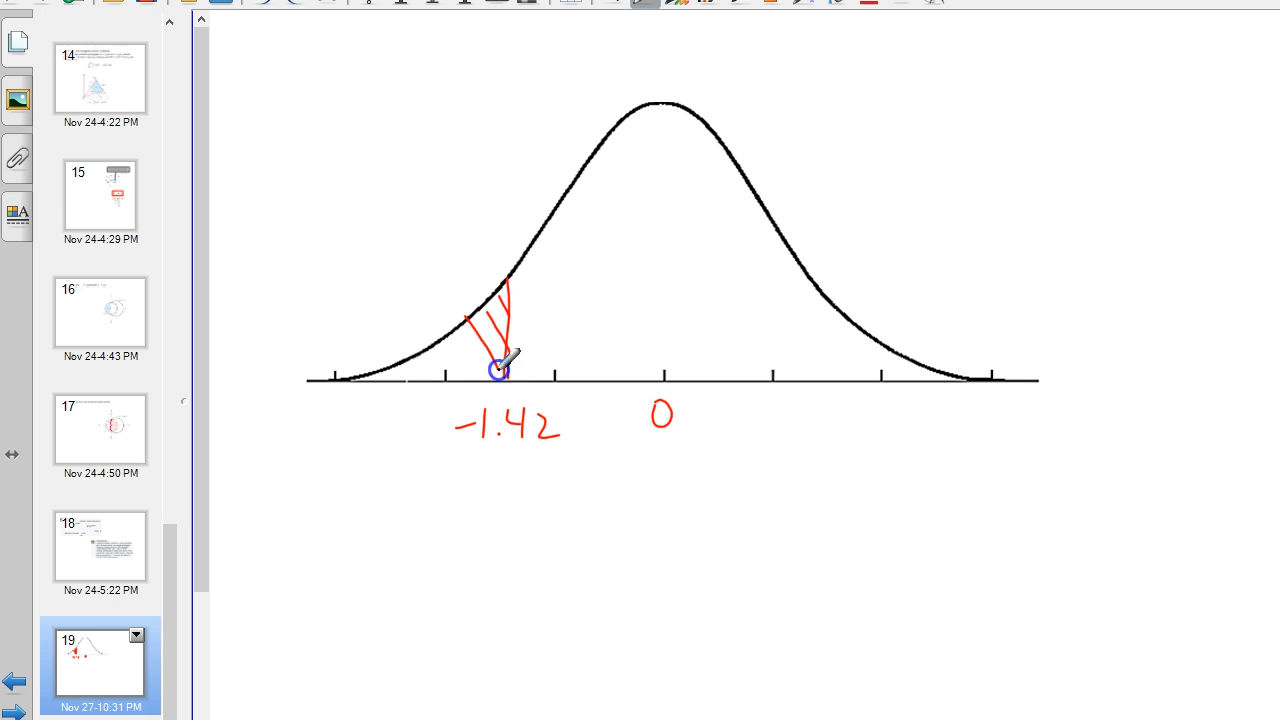 14
Nov 24-4:22 PM
15
Nov 24-4:29 PM
16
Nov 24-4:43 PM
17
Nov 24-4:50 PM
18
Nov 24-5:22 PM
19
Nov 27-10:31 PM
-1.42
0